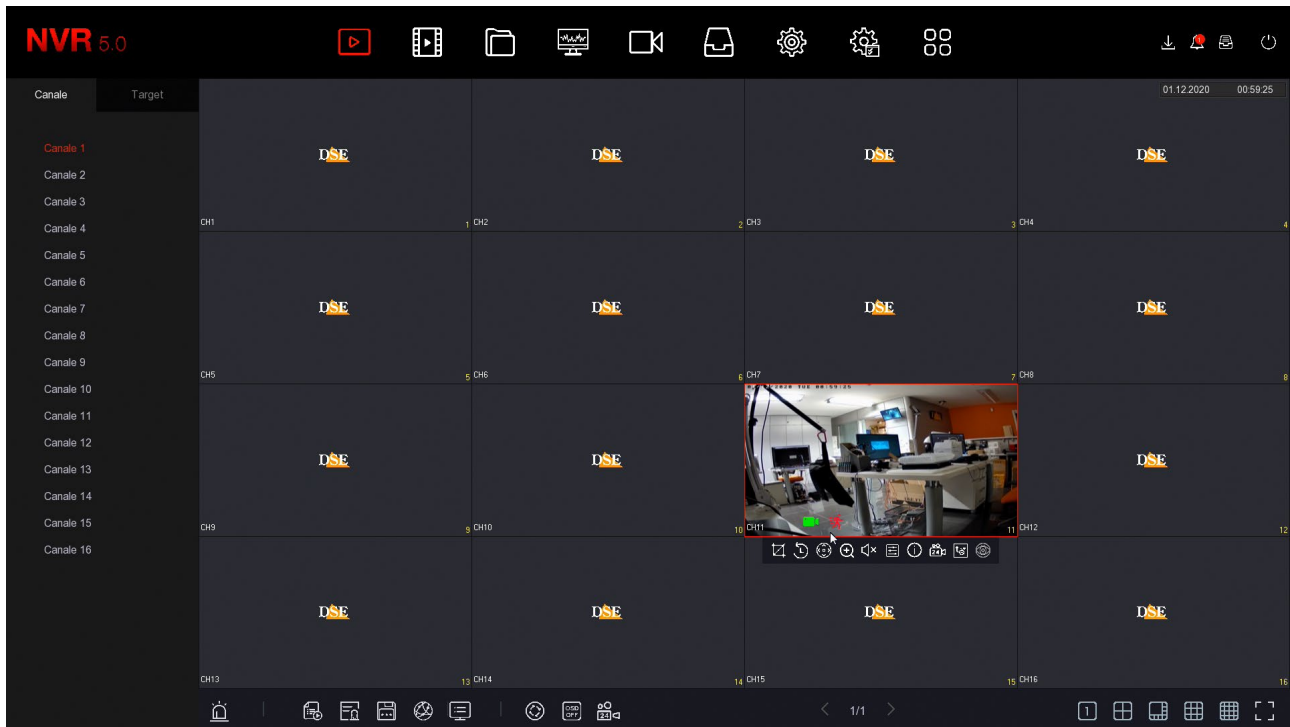 NVR 5.0
Canale Target
01.12.2020 00:59:25
Canale 1
Canale 2
Canale 3
Canale 4
Canale 5
Canale 6
Canale 7
Canale 8
Canale 9
Canale 10
Canale 11
Canale 12
Canale 13
Canale 14
Canale 15
Canale 16
DSE DSE DSE DSE
CH1 1 CH2 2 CH3 3 CH4 4
DSE DSE DSE DSE
CH5 5 CH6 6 CH7 7 CH8 8
DSE DSE DSE
CH9 9 CH10 10 CH11 11 CH12 12
24
DSE DSE DSE DSE
CH13 13 CH14 14 CH15 15 CH16 16
OSD OFF 24 1/1 1